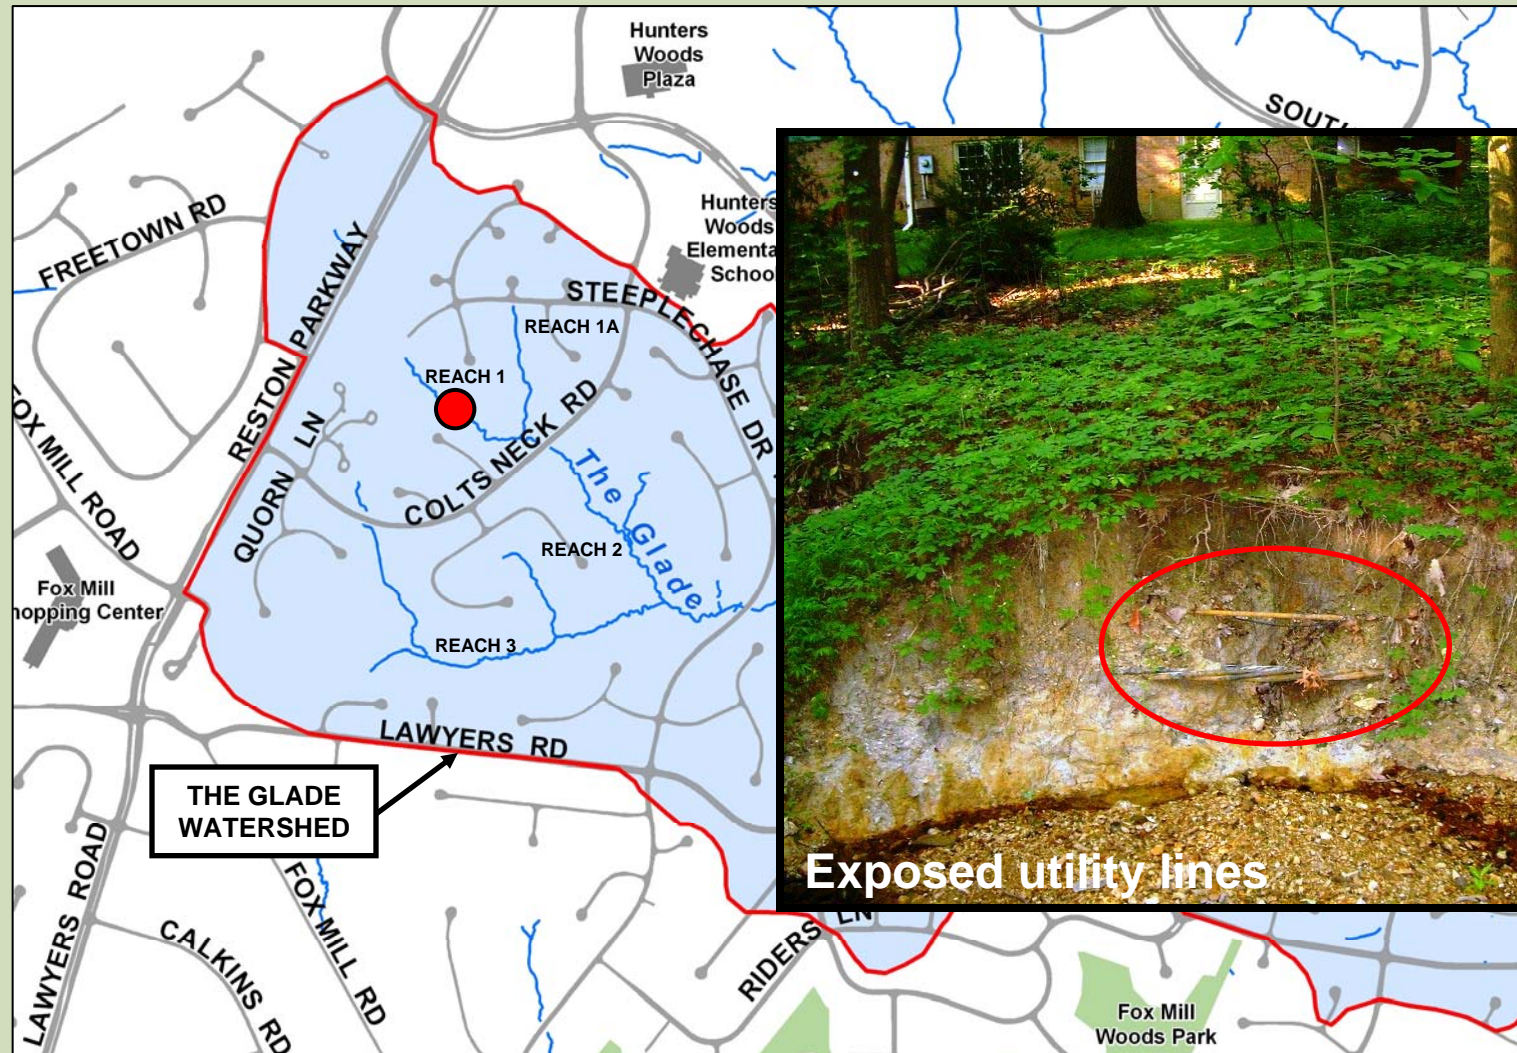 Hunters
Woods
Plaza
Hunters
Woods
Elementa
Schoo
FREETOWN RD
RESTON PARKWAY
STEEPLECHASE DR
REACH 1A
REACH 1
QUORN LN
COLTS NECK RD
The Glade
REACH 2
REACH 3
FOX MILL ROAD
Fox Mill
hopping Center
LAWYERS RD
THE GLADE
WATERSHED
LAWYERS ROAD
FOX MILL RD
CALKINS RD
RIDERS LN
Fox Mill
Woods Park
Exposed utility lines